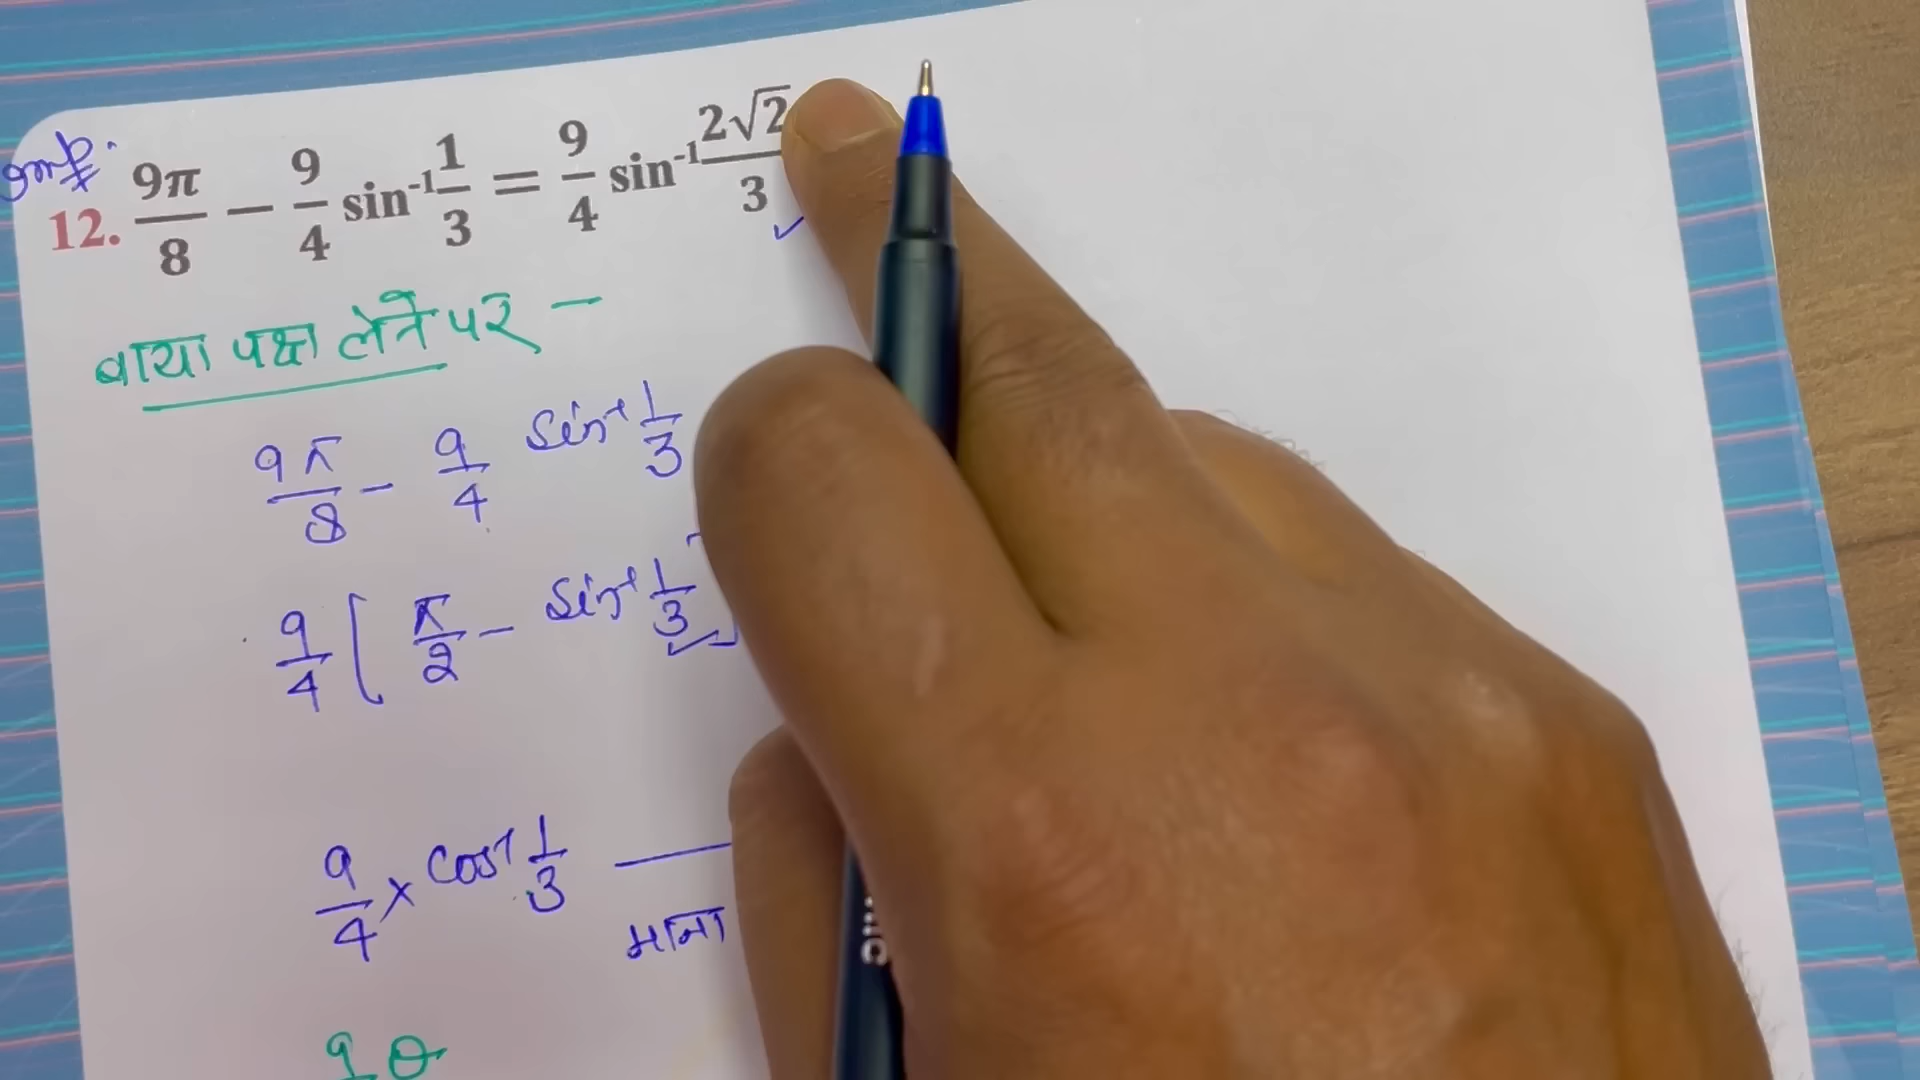 Imp.
12. 9π/8 − 9/4 sin⁻¹ 1/3 = 9/4 sin⁻¹ 2√2/3
बाया पक्ष लेने पर −
9π/8 − 9/4 sin⁻¹ 1/3
9/4 [ π/2 − sin⁻¹ 1/3 ]
9/4 × cos⁻¹ 1/3 —
माना
9 θ